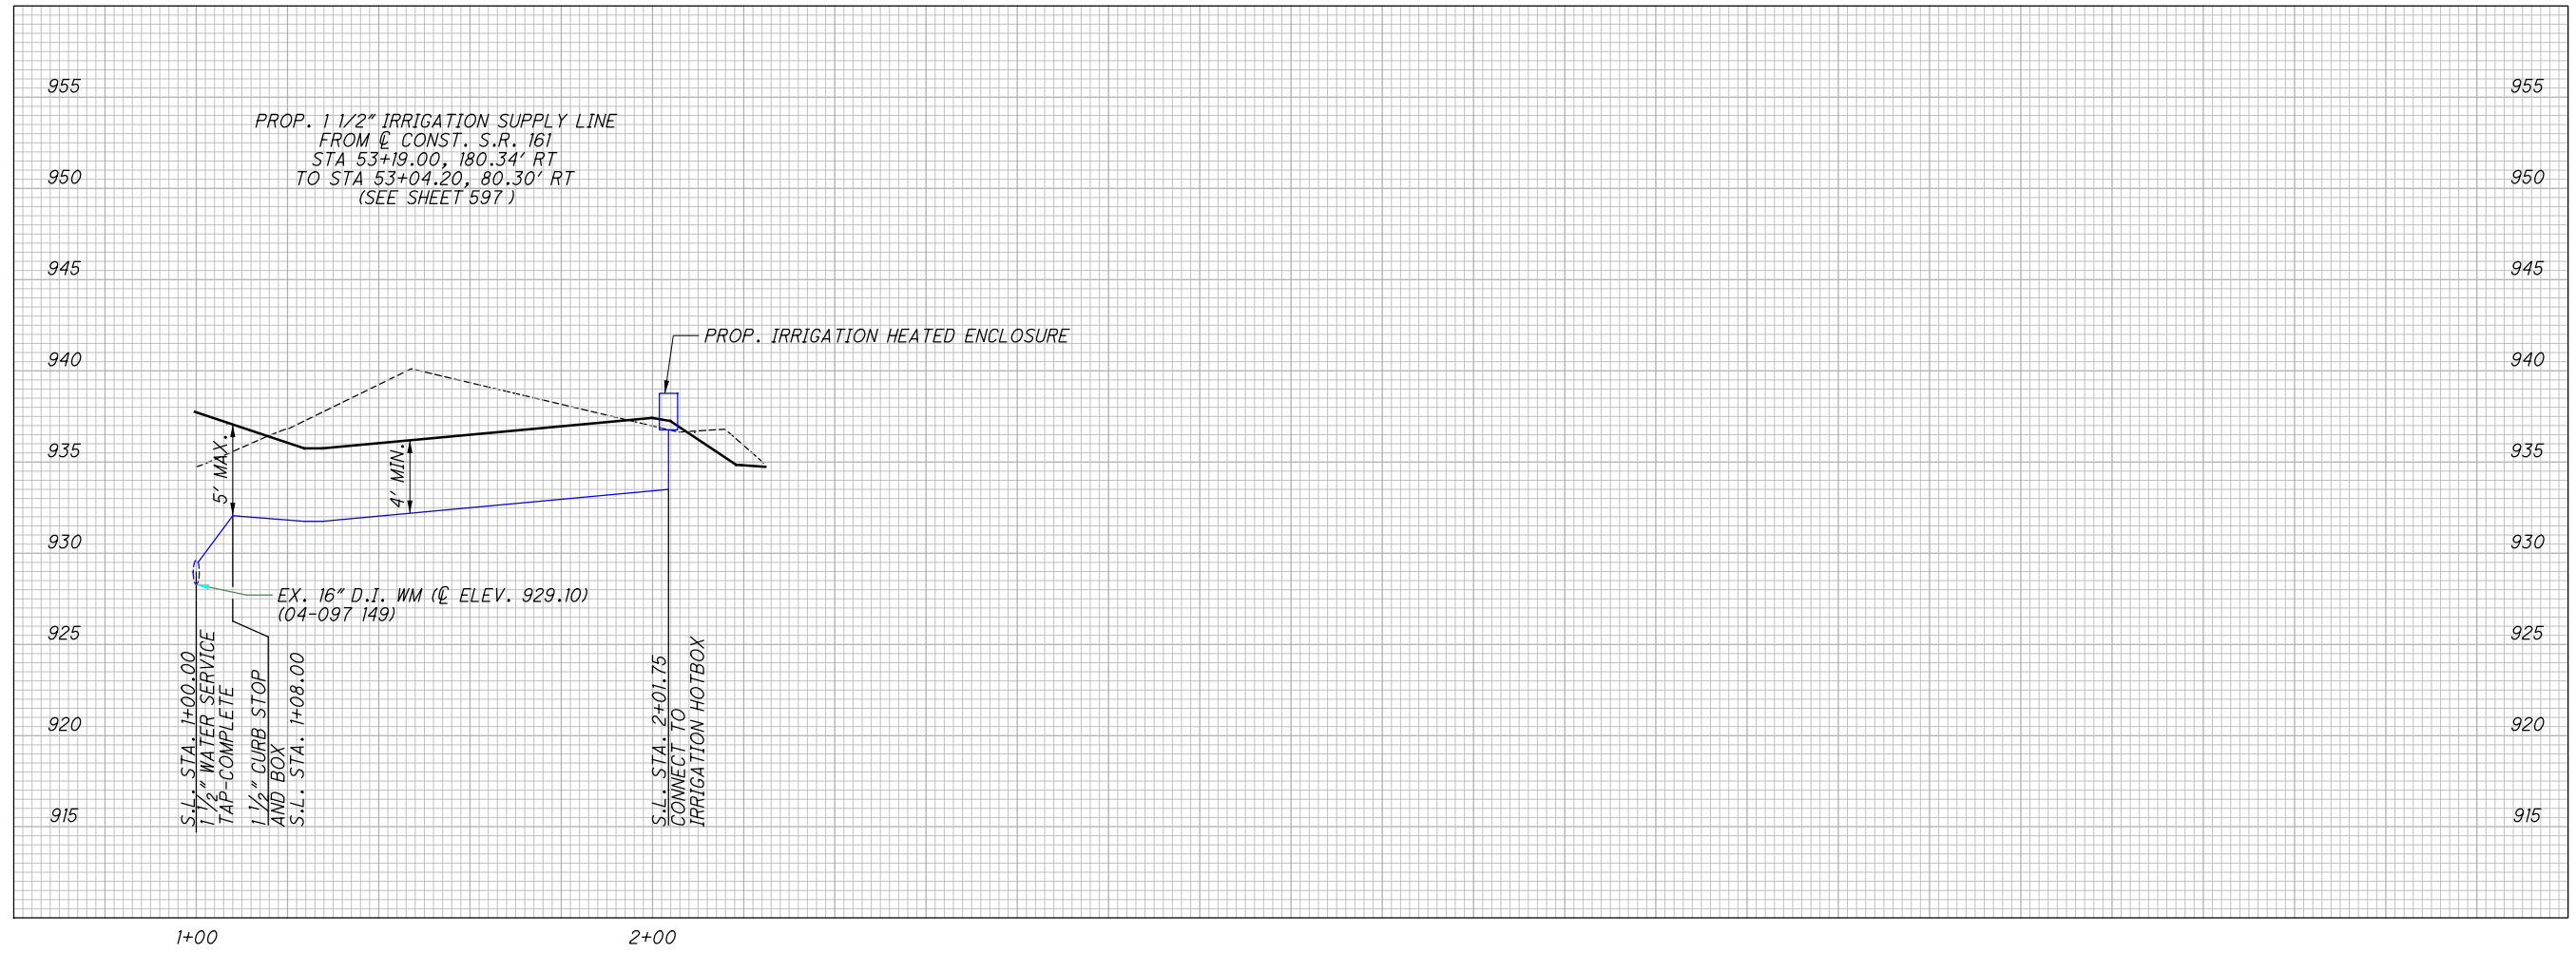 955
955
PROP. 1 1/2" IRRIGATION SUPPLY LINE
FROM ℄ CONST. S.R. 161
STA 53+19.00, 180.34' RT
TO STA 53+04.20, 80.30' RT
(SEE SHEET 597 )
950
950
945
945
PROP. IRRIGATION HEATED ENCLOSURE
940
940
935
935
5' MAX.
4' MIN.
930
930
EX. 16" D.I. WM (℄ ELEV. 929.10)
(04-097 149)
925
925
S.L. STA. 1+00.00
1 1/2" WATER SERVICE
TAP-COMPLETE
1 1/2" CURB STOP
AND BOX
S.L. STA. 1+08.00
S.L. STA. 2+01.75
CONNECT TO
IRRIGATION HOTBOX
920
920
915
915
1+00
2+00